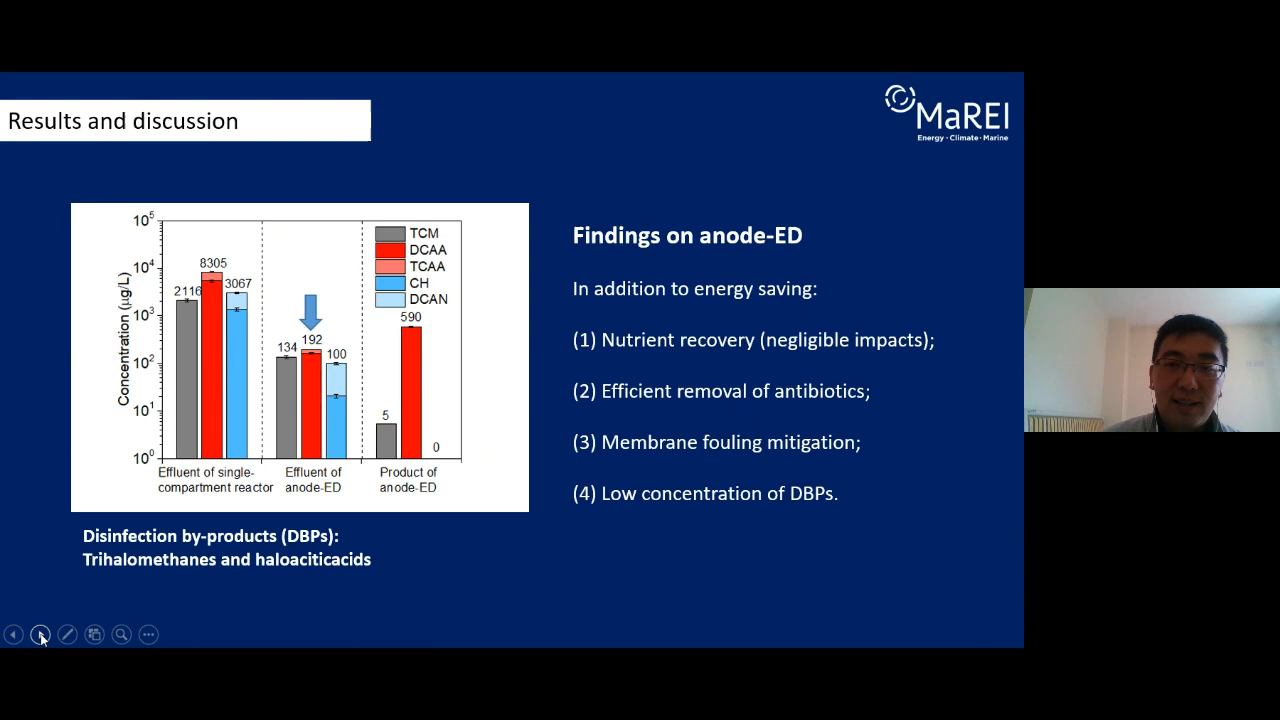 Results and discussion
MaREI
Energy · Climate · Marine
10⁵
10⁴
10³
10²
10¹
10⁰
Concentration (µg/L)
TCM
DCAA
TCAA
CH
DCAN
2116
8305
3067
134
192
100
5
590
0
Effluent of single-
compartment reactor
Effluent of
anode-ED
Product of
anode-ED
Disinfection by-products (DBPs):
Trihalomethanes and haloaciticacids
Findings on anode-ED
In addition to energy saving:
(1) Nutrient recovery (negligible impacts);
(2) Efficient removal of antibiotics;
(3) Membrane fouling mitigation;
(4) Low concentration of DBPs.